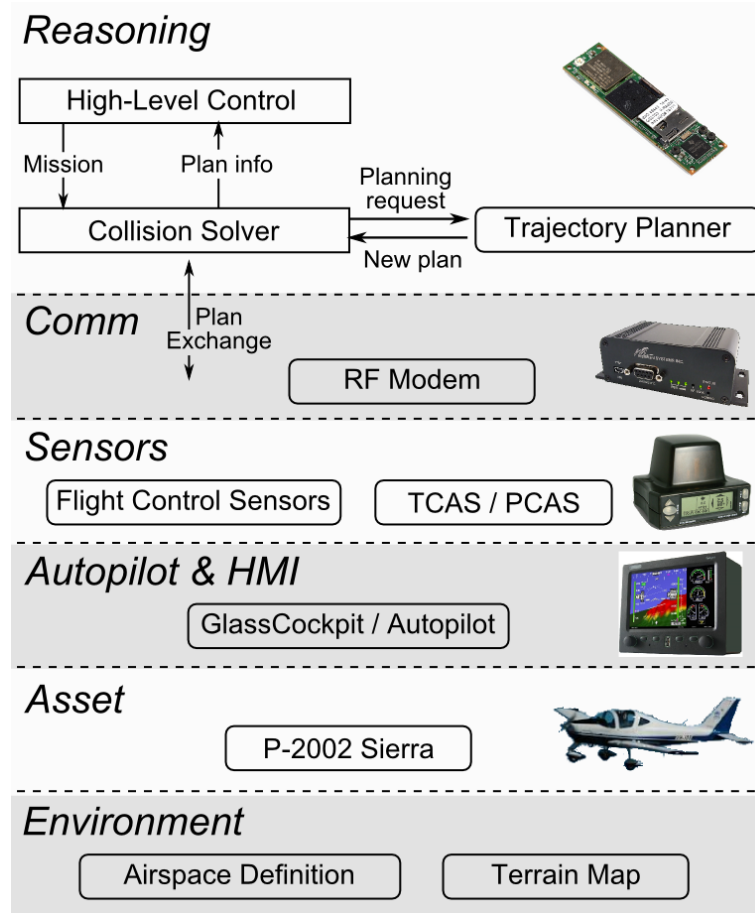 Reasoning
High-Level Control
Mission
Plan info
Planning
request
Collision Solver
Trajectory Planner
New plan
Comm
Plan
Exchange
RF Modem
Sensors
Flight Control Sensors
TCAS / PCAS
Autopilot & HMI
GlassCockpit / Autopilot
Asset
P-2002 Sierra
Environment
Airspace Definition
Terrain Map